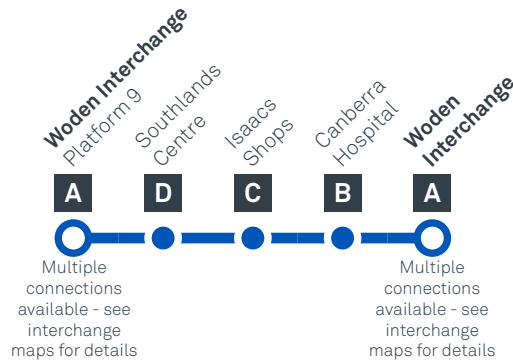 Woden Interchange
Platform 9
Southlands
Centre
Isaacs
Shops
Canberra
Hospital
Woden
Interchange
A
D
C
B
A
Multiple
connections
available - see
interchange
maps for details
Multiple
connections
available - see
interchange
maps for details